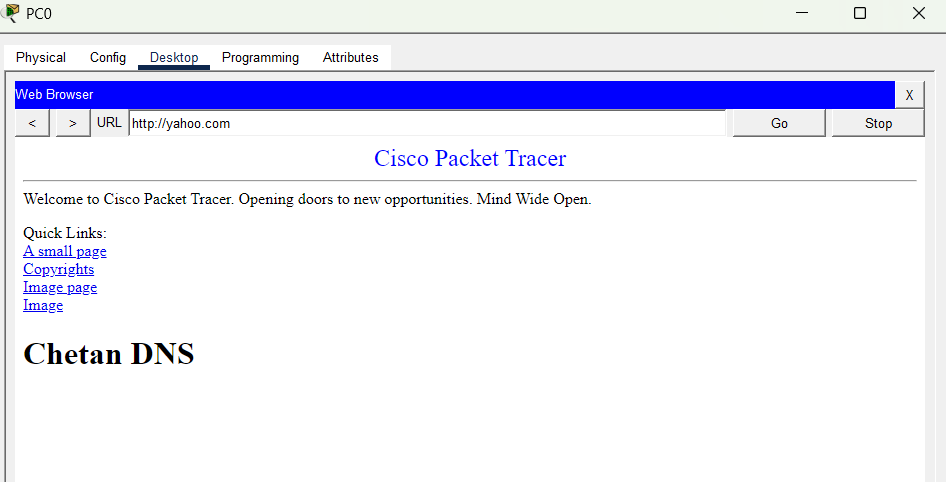 PC0
Physical Config Desktop Programming Attributes
Web Browser X
< > URL http://yahoo.com Go Stop
Cisco Packet Tracer
Welcome to Cisco Packet Tracer. Opening doors to new opportunities. Mind Wide Open.
Quick Links:
A small page
Copyrights
Image page
Image
Chetan DNS